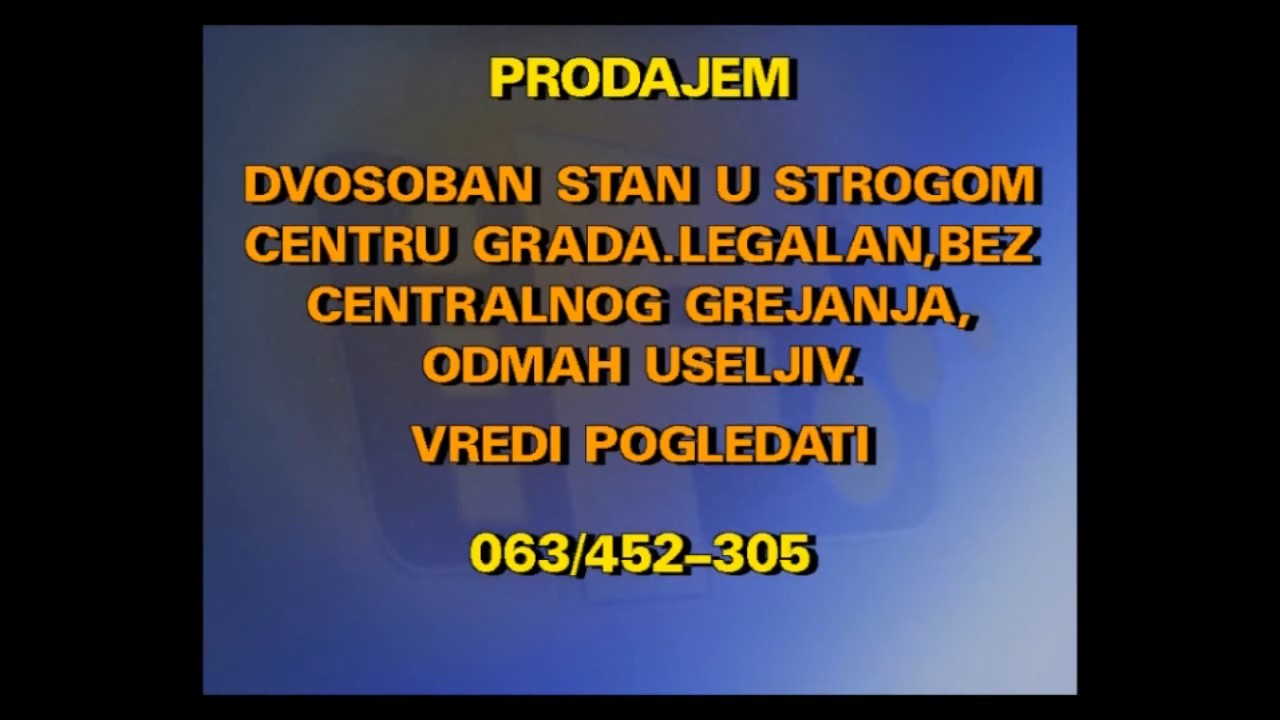 PRODAJEM
DVOSOBAN STAN U STROGOM
CENTRU GRADA.LEGALAN,BEZ
CENTRALNOG GREJANJA,
ODMAH USELJIV.
VREDI POGLEDATI
063/452-305